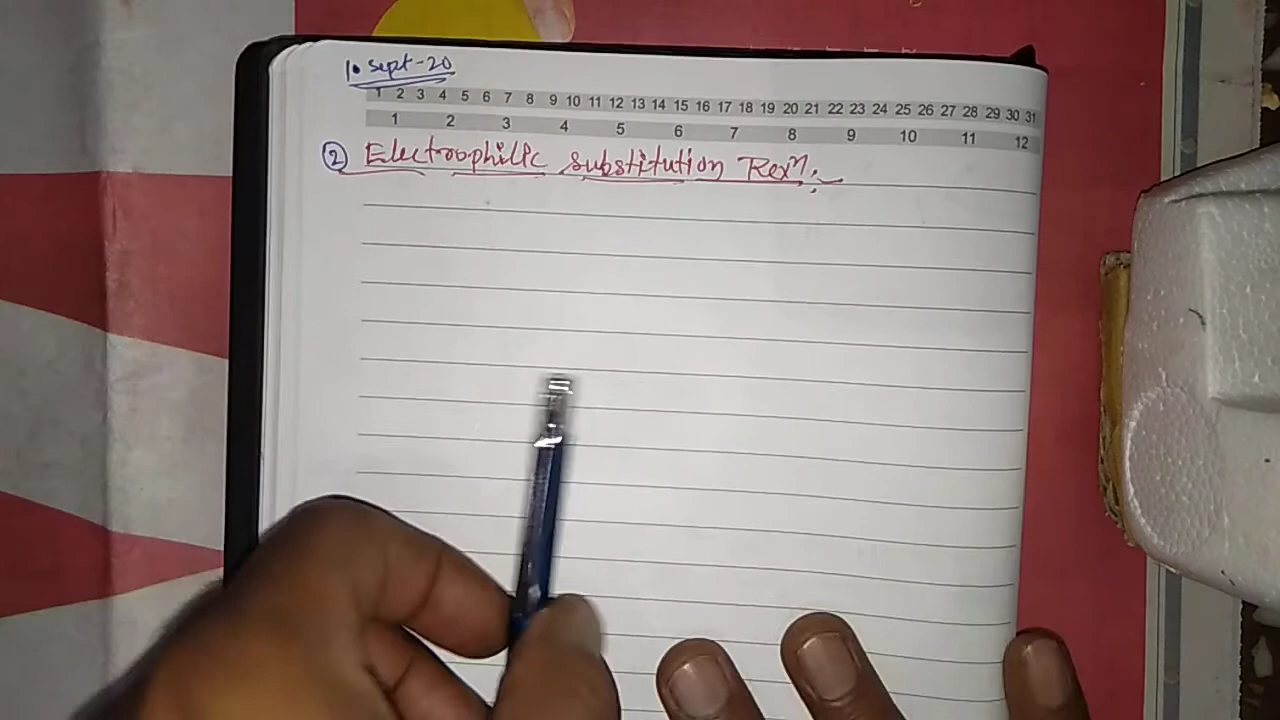 1. Sept-20
1 2 3 4 5 6 7 8 9 10 11 12 13 14 15 16 17 18 19 20 21 22 23 24 25 26 27 28 29 30 31
1 2 3 4 5 6 7 8 9 10 11 12
② Electrophilic substitution Rexⁿ:-